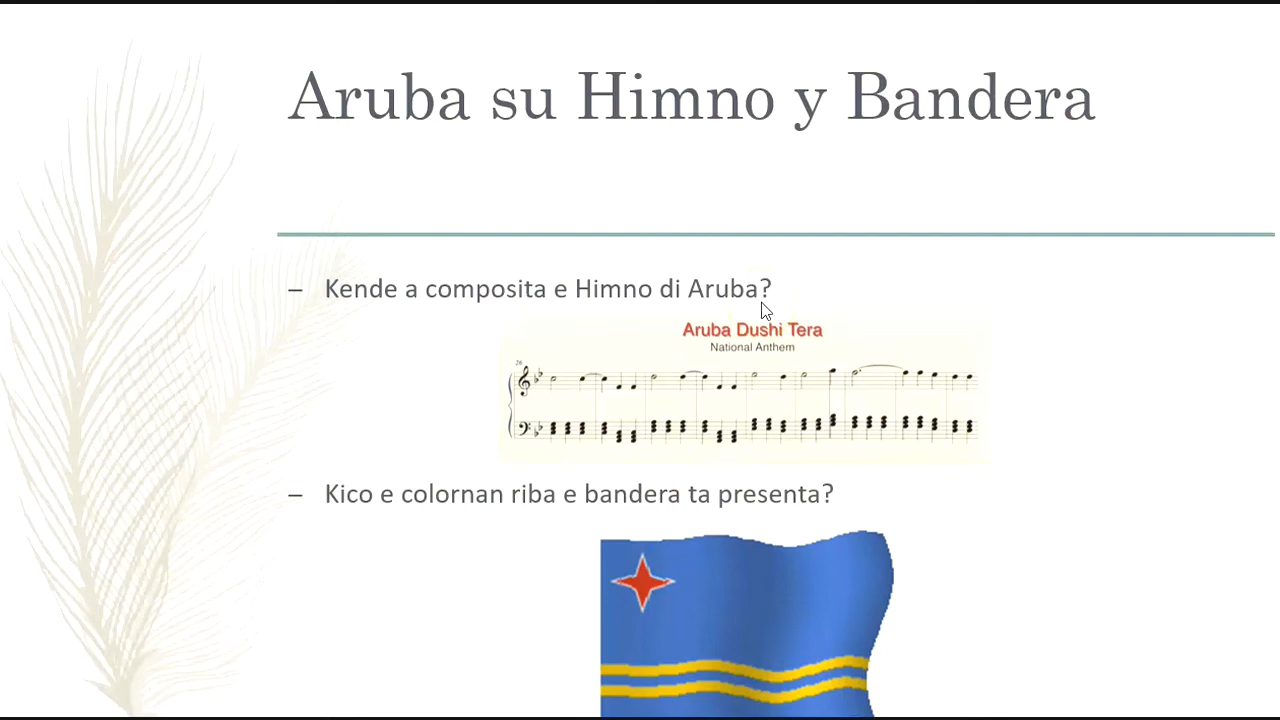 Aruba su Himno y Bandera
– Kende a composita e Himno di Aruba?
Aruba Dushi Tera
National Anthem
26
– Kico e colornan riba e bandera ta presenta?